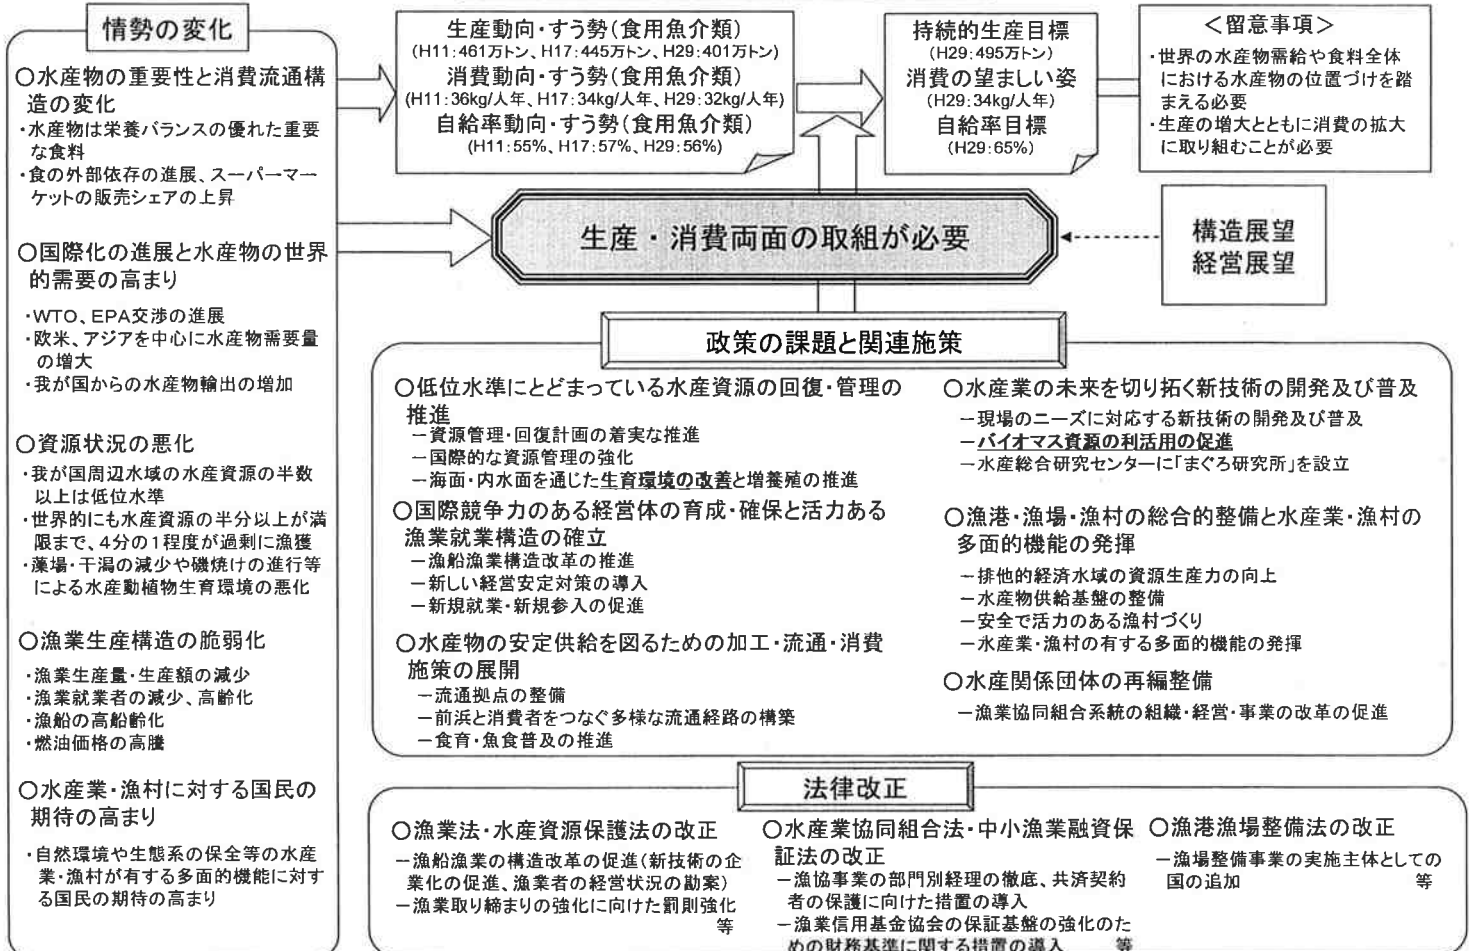 情勢の変化
○水産物の重要性と消費流通構
造の変化
・水産物は栄養バランスの優れた重要
な食料
・食の外部依存の進展、スーパーマー
ケットの販売シェアの上昇
○国際化の進展と水産物の世界
的需要の高まり
・WTO、EPA交渉の進展
・欧米、アジアを中心に水産物需要量
の増大
・我が国からの水産物輸出の増加
○資源状況の悪化
・我が国周辺水域の水産資源の半数
以上は低位水準
・世界的にも水産資源の半分以上が満
限まで、4分の1程度が過剰に漁獲
・藻場・干潟の減少や磯焼けの進行等
による水産動植物生育環境の悪化
○漁業生産構造の脆弱化
・漁業生産量・生産額の減少
・漁業就業者の減少、高齢化
・漁船の高船齢化
・燃油価格の高騰
○水産業・漁村に対する国民の
期待の高まり
・自然環境や生態系の保全等の水産
業・漁村が有する多面的機能に対す
る国民の期待の高まり
生産動向・すう勢(食用魚介類)
(H11:461万トン、H17:445万トン、H29:401万トン)
消費動向・すう勢(食用魚介類)
(H11:36kg/人年、H17:34kg/人年、H29:32kg/人年)
自給率動向・すう勢(食用魚介類)
(H11:55%、H17:57%、H29:56%)
持続的生産目標
(H29:495万トン)
消費の望ましい姿
(H29:34kg/人年)
自給率目標
(H29:65%)
<留意事項>
・世界の水産物需給や食料全体
における水産物の位置づけを踏
まえる必要
・生産の増大とともに消費の拡大
に取り組むことが必要
生産・消費両面の取組が必要
構造展望
経営展望
政策の課題と関連施策
○低位水準にとどまっている水産資源の回復・管理の
推進
－資源管理・回復計画の着実な推進
－国際的な資源管理の強化
－海面・内水面を通じた生育環境の改善と増養殖の推進
○国際競争力のある経営体の育成・確保と活力ある
漁業就業構造の確立
－漁船漁業構造改革の推進
－新しい経営安定対策の導入
－新規就業・新規参入の促進
○水産物の安定供給を図るための加工・流通・消費
施策の展開
－流通拠点の整備
－前浜と消費者をつなぐ多様な流通経路の構築
－食育・魚食普及の推進
○水産業の未来を切り拓く新技術の開発及び普及
－現場のニーズに対応する新技術の開発及び普及
－バイオマス資源の利活用の促進
－水産総合研究センターに「まぐろ研究所」を設立
○漁港・漁場・漁村の総合的整備と水産業・漁村の
多面的機能の発揮
－排他的経済水域の資源生産力の向上
－水産物供給基盤の整備
－安全で活力のある漁村づくり
－水産業・漁村の有する多面的機能の発揮
○水産関係団体の再編整備
－漁業協同組合系統の組織・経営・事業の改革の促進
法律改正
○漁業法・水産資源保護法の改正
－漁船漁業の構造改革の促進(新技術の企
業化の促進、漁業者の経営状況の勘案)
－漁業取り締まりの強化に向けた罰則強化
等
○水産業協同組合法・中小漁業融資保
証法の改正
－漁協事業の部門別経理の徹底、共済契約
者の保護に向けた措置の導入
－漁業信用基金協会の保証基盤の強化のた
めの財務基準に関する措置の導入 等
○漁港漁場整備法の改正
－漁場整備事業の実施主体としての
国の追加 等